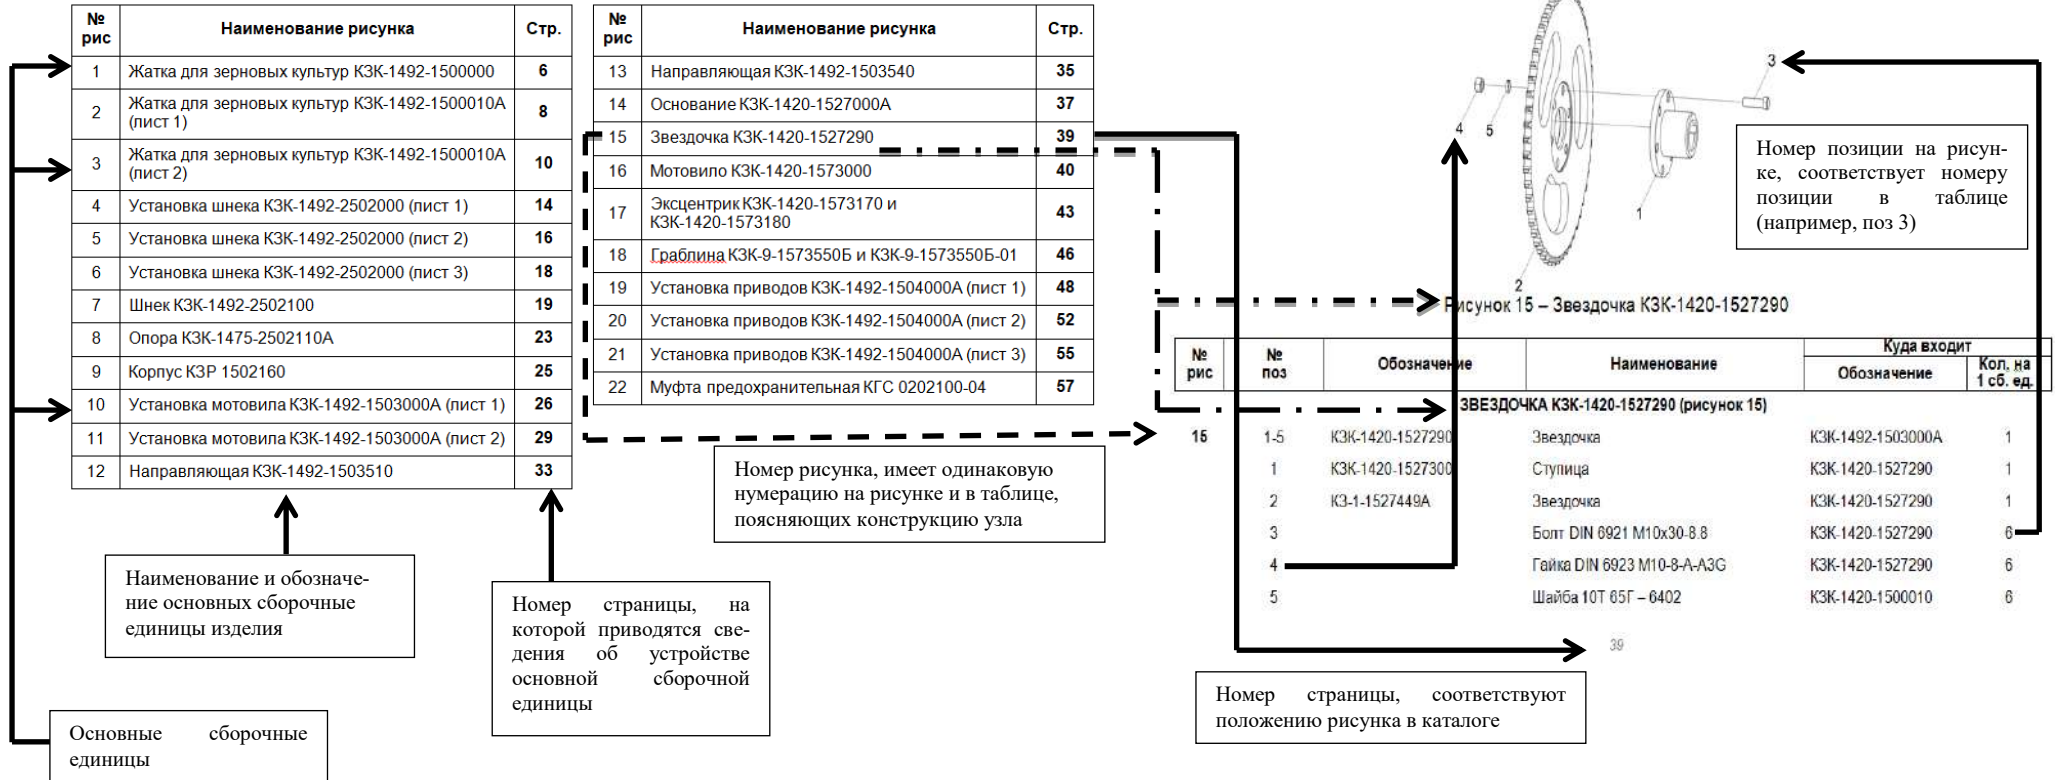 № рис Наименование рисунка Стр.
1 Жатка для зерновых культур КЗК-1492-1500000 6
2 Жатка для зерновых культур КЗК-1492-1500010А (лист 1) 8
3 Жатка для зерновых культур КЗК-1492-1500010А (лист 2) 10
4 Установка шнека КЗК-1492-2502000 (лист 1) 14
5 Установка шнека КЗК-1492-2502000 (лист 2) 16
6 Установка шнека КЗК-1492-2502000 (лист 3) 18
7 Шнек КЗК-1492-2502100 19
8 Опора КЗК-1475-2502110А 23
9 Корпус КЗР 1502160 25
10 Установка мотовила КЗК-1492-1503000А (лист 1) 26
11 Установка мотовила КЗК-1492-1503000А (лист 2) 29
12 Направляющая КЗК-1492-1503510 33
№ рис Наименование рисунка Стр.
13 Направляющая КЗК-1492-1503540 35
14 Основание КЗК-1420-1527000А 37
15 Звездочка КЗК-1420-1527290 39
16 Мотовило КЗК-1420-1573000 40
17 Эксцентрик КЗК-1420-1573170 и КЗК-1420-1573180 43
18 Граблина КЗК-9-1573550Б и КЗК-9-1573550Б-01 46
19 Установка приводов КЗК-1492-1504000А (лист 1) 48
20 Установка приводов КЗК-1492-1504000А (лист 2) 52
21 Установка приводов КЗК-1492-1504000А (лист 3) 55
22 Муфта предохранительная КГС 0202100-04 57
3
4
5
1
2
Номер позиции на рисун-
ке, соответствует номеру
позиции в таблице
(например, поз 3)
Рисунок 15 – Звездочка КЗК-1420-1527290
№ рис № поз Обозначение Наименование Куда входит
Обозначение Кол. на 1 сб. ед.
ЗВЕЗДОЧКА КЗК-1420-1527290 (рисунок 15)
15 1-5 КЗК-1420-1527290 Звездочка КЗК-1492-1503000А 1
1 КЗК-1420-1527300 Ступица КЗК-1420-1527290 1
2 КЗ-1-1527449А Звездочка КЗК-1420-1527290 1
3 Болт DIN 6921 М10х30-8.8 КЗК-1420-1527290 6
4 Гайка DIN 6923 М10-8-А-А3G КЗК-1420-1527290 6
5 Шайба 10Т 65Г – 6402 КЗК-1420-1500010 6
39
Номер рисунка, имеет одинаковую
нумерацию на рисунке и в таблице,
поясняющих конструкцию узла
Наименование и обозначе-
ние основных сборочные
единицы изделия
Номер страницы, на
которой приводятся све-
дения об устройстве
основной сборочной
единицы
Номер страницы, соответствуют
положению рисунка в каталоге
Основные сборочные
единицы